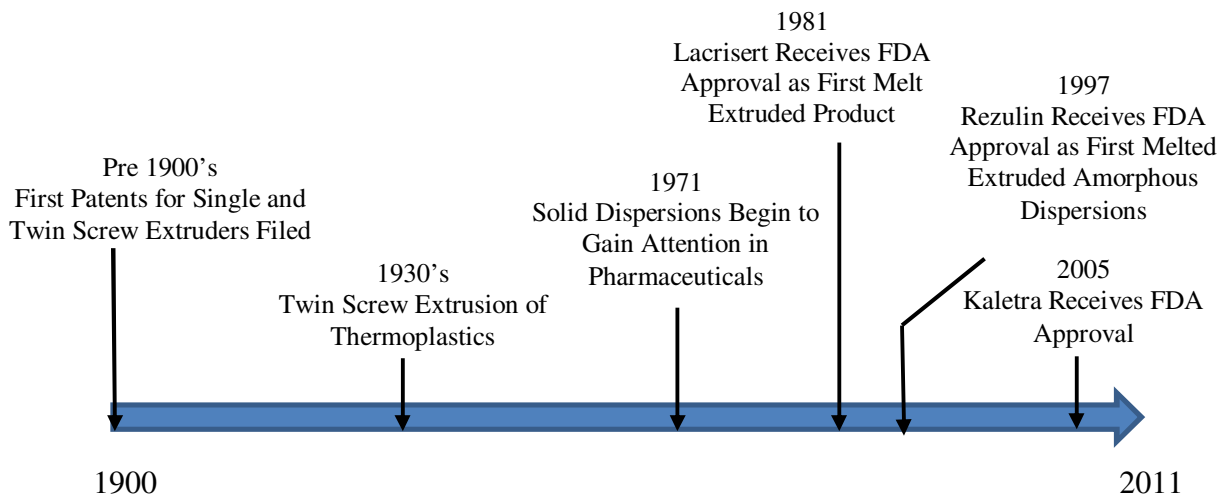 Pre 1900's
First Patents for Single and
Twin Screw Extruders Filed
1930's
Twin Screw Extrusion of
Thermoplastics
1971
Solid Dispersions Begin to
Gain Attention in
Pharmaceuticals
1981
Lacrisert Receives FDA
Approval as First Melt
Extruded Product
1997
Rezulin Receives FDA
Approval as First Melted
Extruded Amorphous
Dispersions
2005
Kaletra Receives FDA
Approval
1900
2011